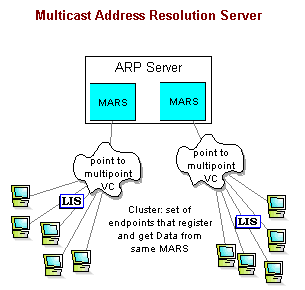 Multicast Address Resolution Server
ARP Server
MARS
MARS
point to
multipoint
VC
point to
multipoint
VC
LIS
LIS
Cluster: set of
endpoints that register
and get Data from
same MARS